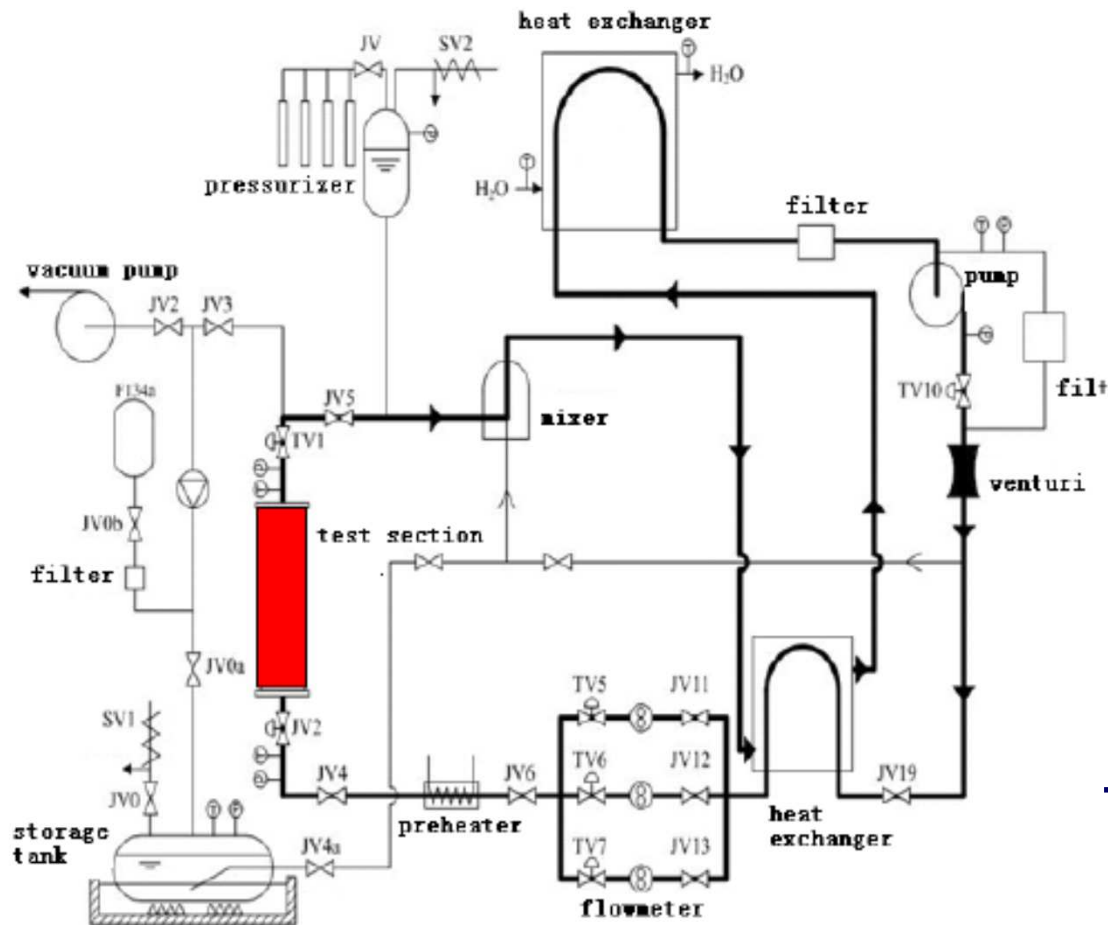 heat exchanger
JV
SV2
T
H₂O
pressurizer
T
H₂O
filter
T
P
vacuum pump
pump
JV2
JV3
JV5
TV10
filt
mixer
TV1
venturi
JV0b
test section
filter
JV0a
TV5
JV11
SV1
JV2
TV6
JV12
JV4
JV6
JV19
JV0
T
P
preheater
heat
exchanger
storage
tank
JV4a
TV7
JV13
flowmeter